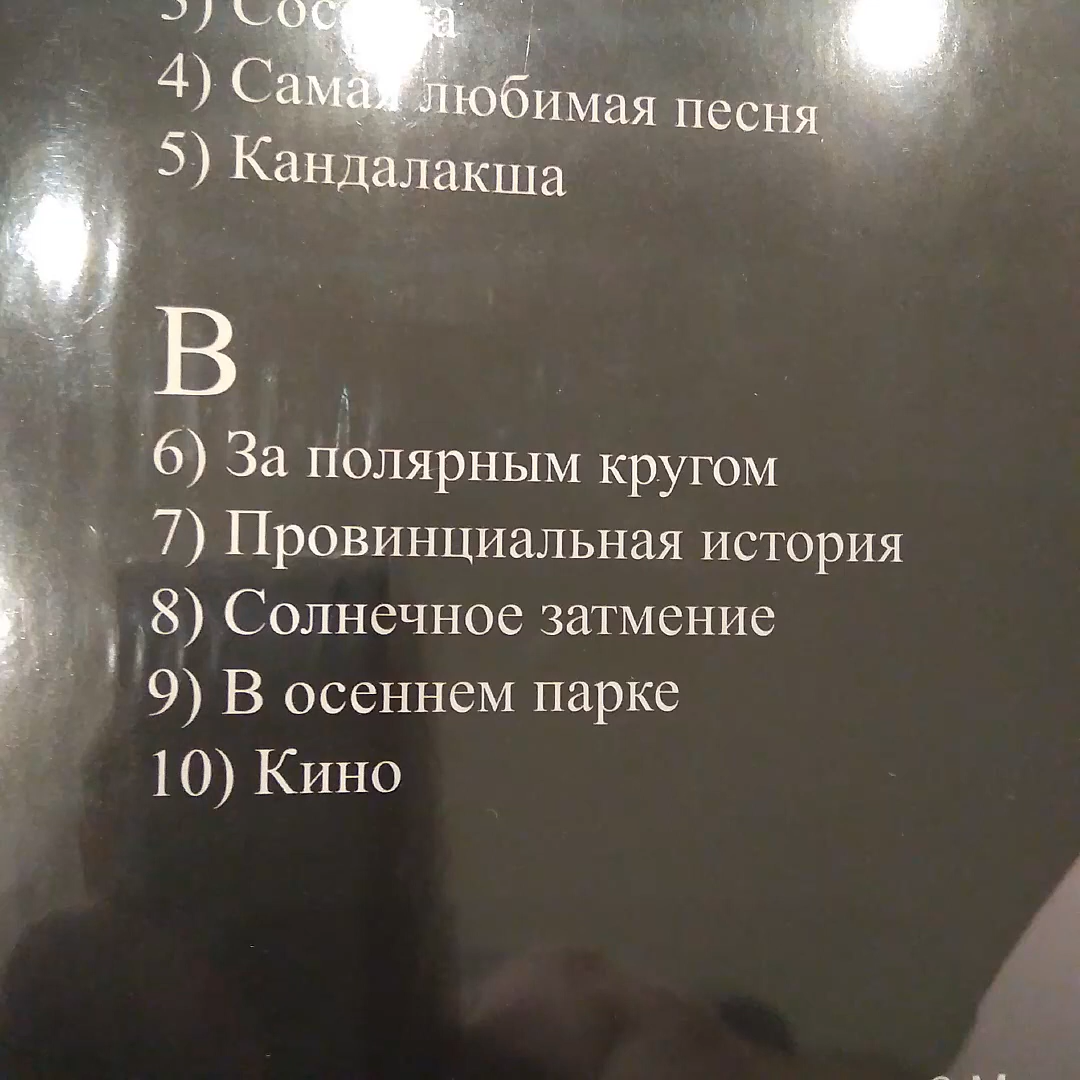 4) Самая любимая песня
5) Кандалакша
В
6) За полярным кругом
7) Провинциальная история
8) Солнечное затмение
9) В осеннем парке
10) Кино